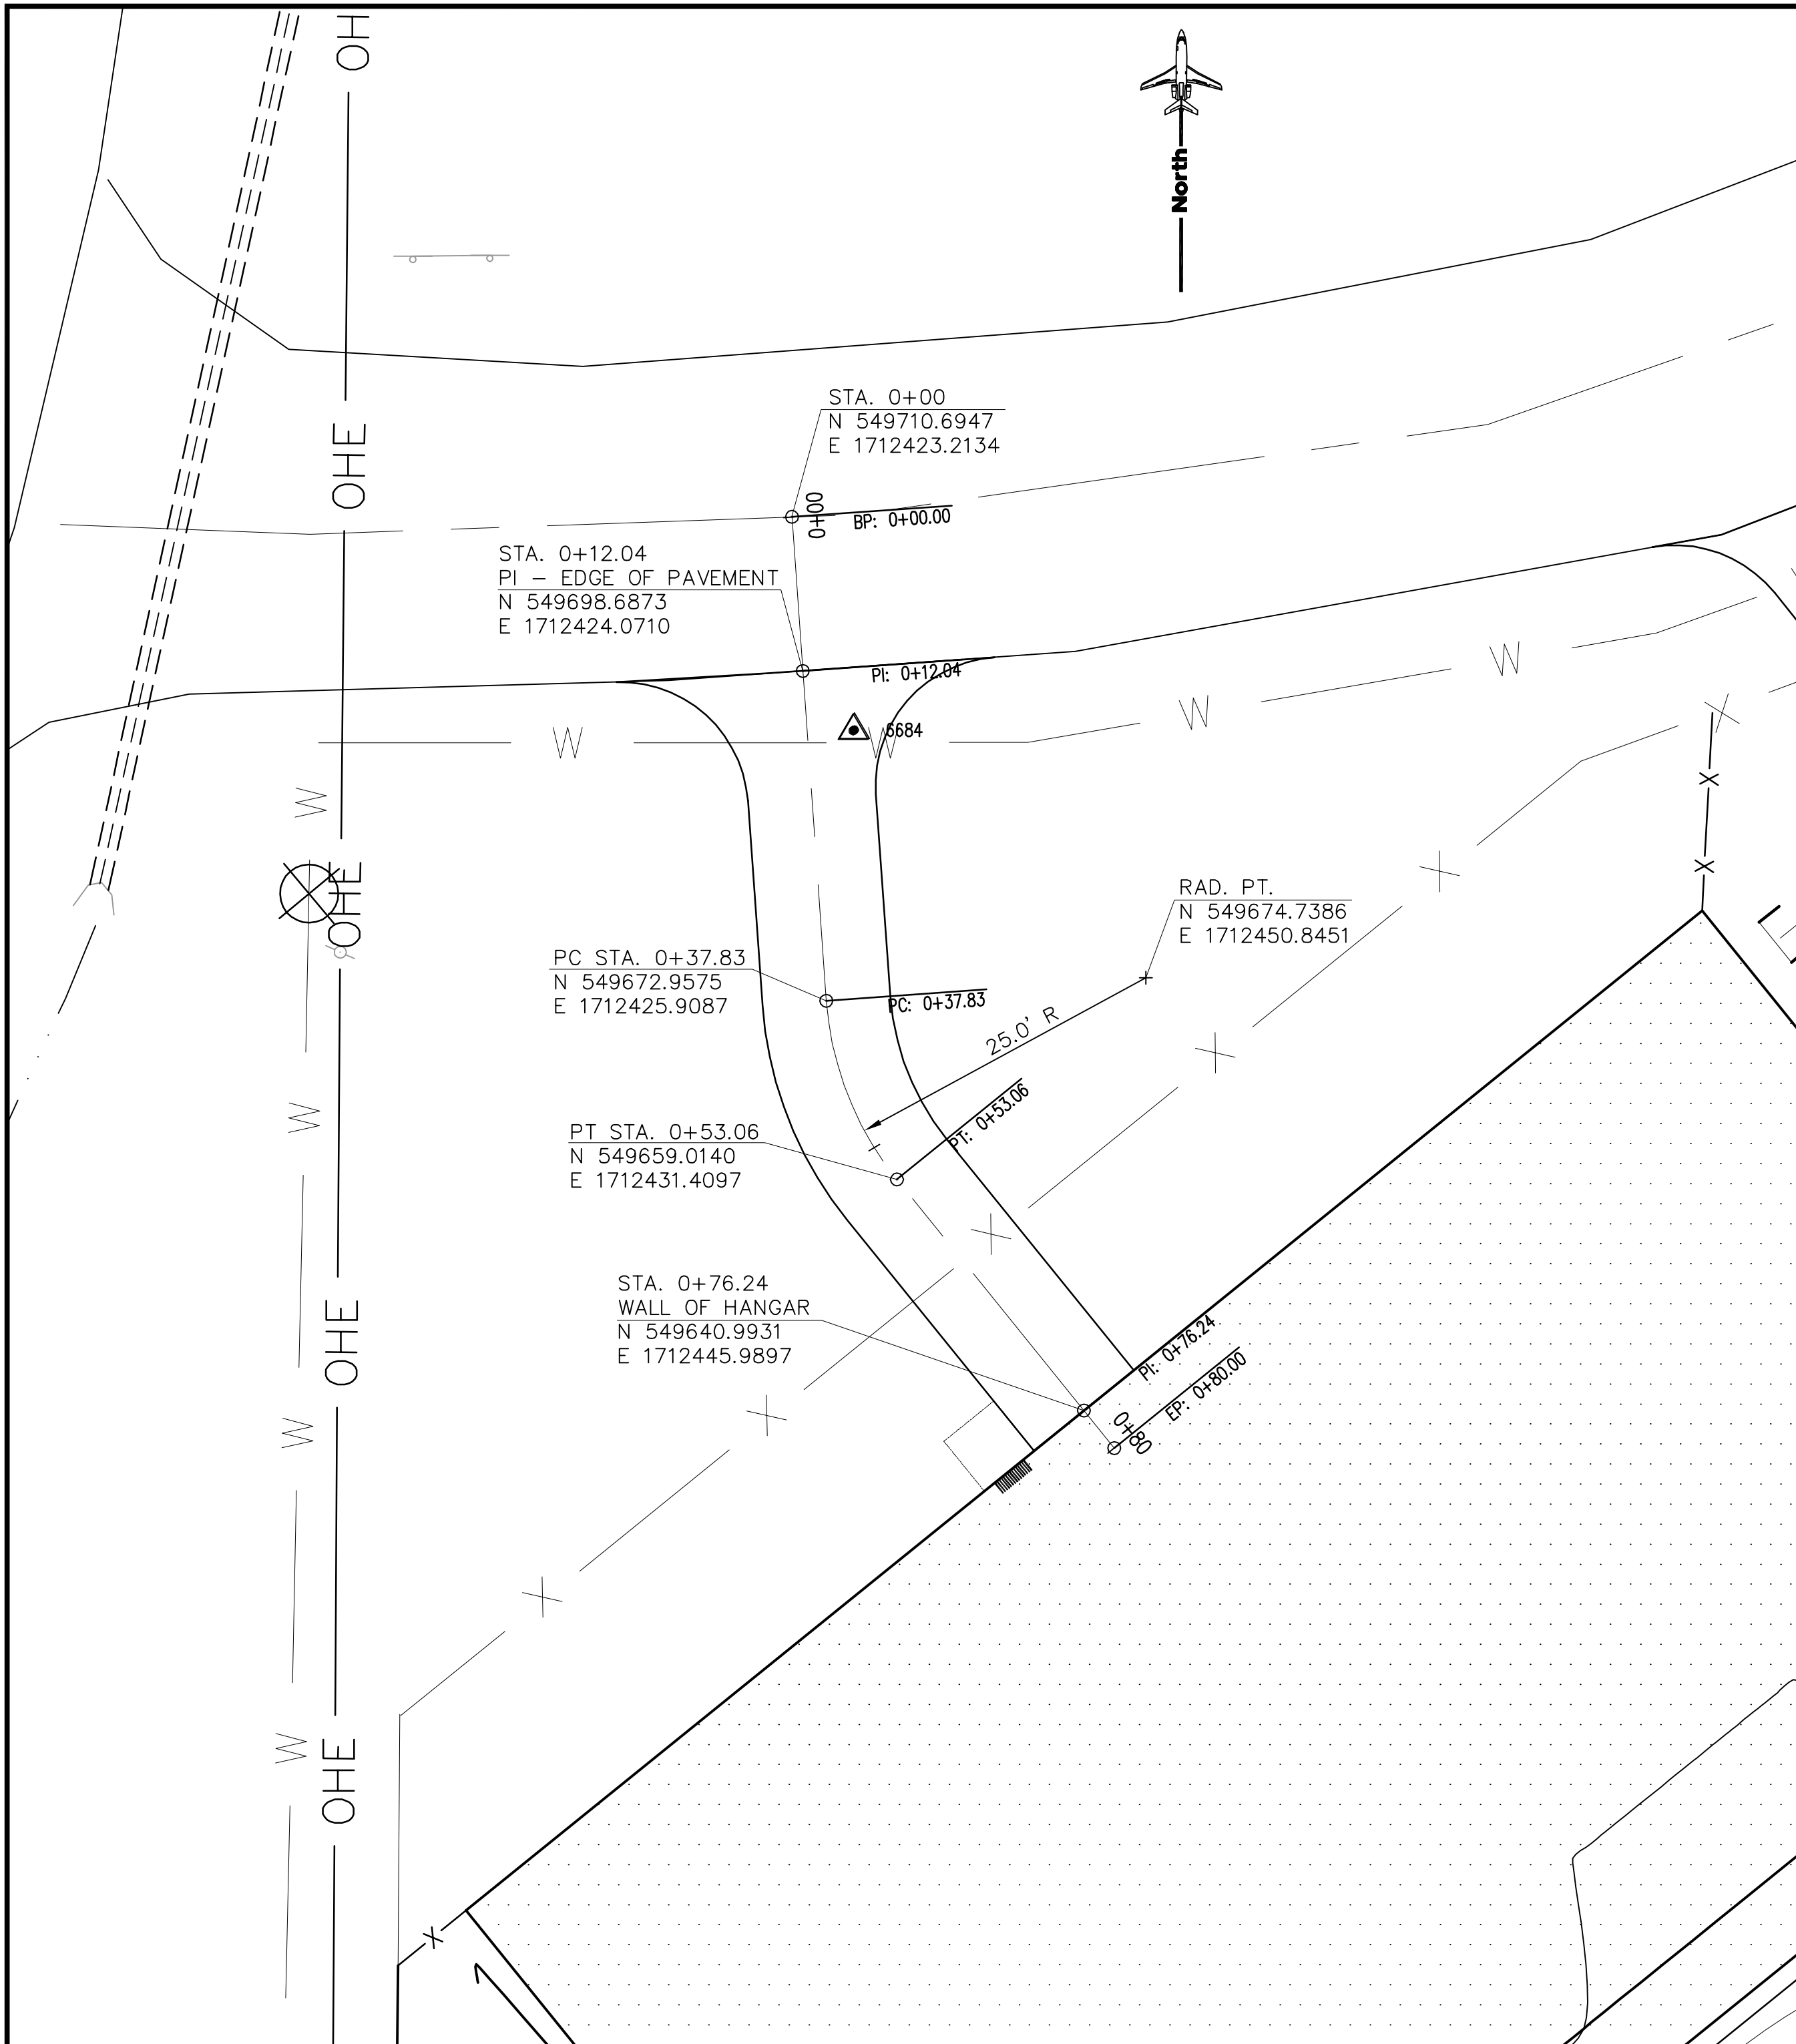 OH
North
STA. 0+00
N 549710.6947
E 1712423.2134
OHE
0+00
BP: 0+00.00
STA. 0+12.04
PI – EDGE OF PAVEMENT
N 549698.6873
E 1712424.0710
PI: 0+12.04
W
W
6684
W
W
W
X
X
X
X
OHE
RAD. PT.
N 549674.7386
E 1712450.8451
PC STA. 0+37.83
N 549672.9575
E 1712425.9087
PC: 0+37.83
25.0' R
X
W
PT: 0+53.06
PT STA. 0+53.06
N 549659.0140
E 1712431.4097
X
STA. 0+76.24
WALL OF HANGAR
N 549640.9931
E 1712445.9897
OHE
PI: 0+76.24
EP: 0+80.00
0+80
W
X
X
W
OHE
X